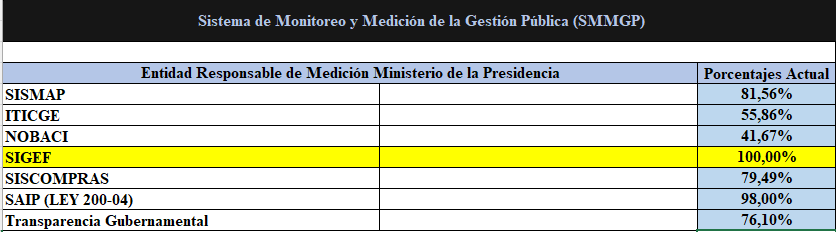 Sistema de Monitoreo y Medición de la Gestión Pública (SMMGP)
Entidad Responsable de Medición Ministerio de la Presidencia Porcentajes Actual
SISMAP 81,56%
ITICGE 55,86%
NOBACI 41,67%
SIGEF 100,00%
SISCOMPRAS 79,49%
SAIP (LEY 200-04) 98,00%
Transparencia Gubernamental 76,10%